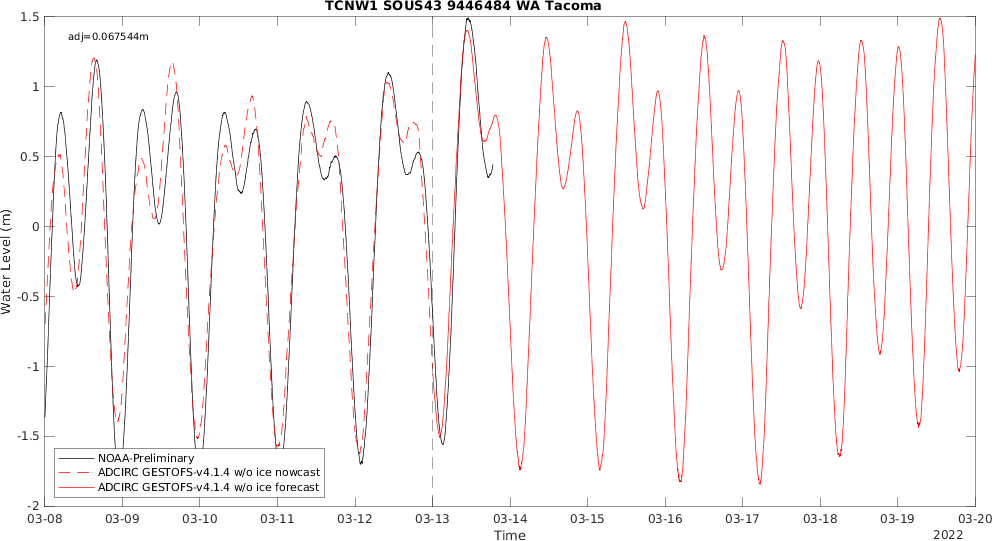 TCNW1 SOUS43 9446484 WA Tacoma
adj=0.067544m
1.5
1
0.5
0
-0.5
-1
-1.5
-2
Water Level (m)
NOAA-Preliminary
ADCIRC GESTOFS-v4.1.4 w/o ice nowcast
ADCIRC GESTOFS-v4.1.4 w/o ice forecast
03-08 03-09 03-10 03-11 03-12 03-13 03-14 03-15 03-16 03-17 03-18 03-19 03-20
Time
2022